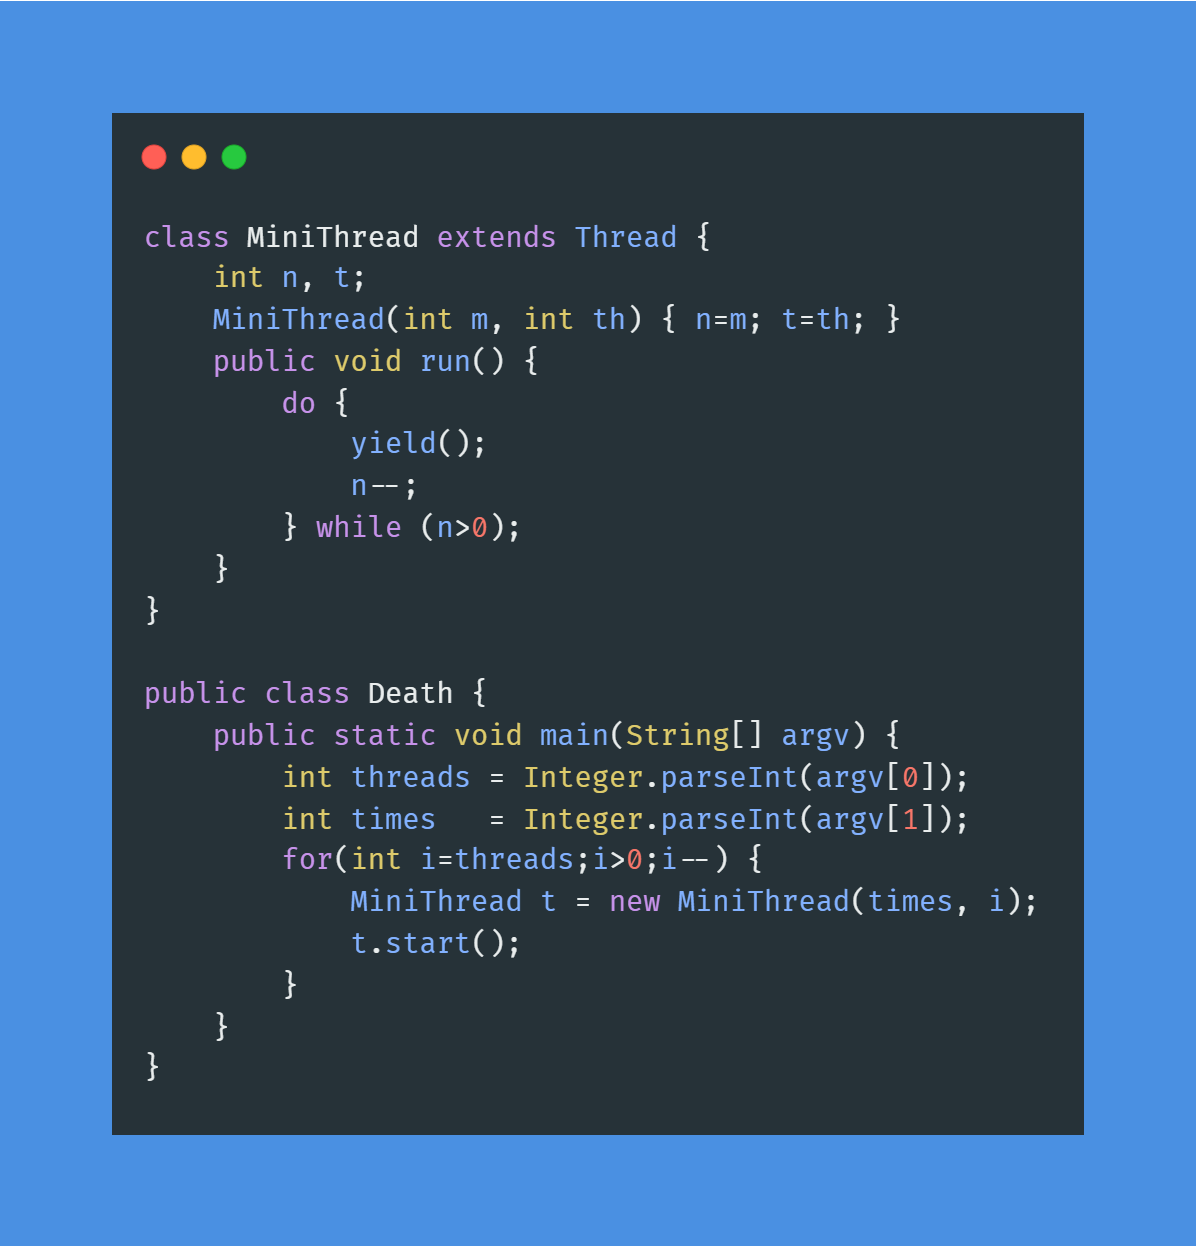 class MiniThread extends Thread {
    int n, t;
    MiniThread(int m, int th) { n=m; t=th; }
    public void run() {
        do {
            yield();
            n--;
        } while (n>0);
    }
}

public class Death {
    public static void main(String[] argv) {
        int threads = Integer.parseInt(argv[0]);
        int times   = Integer.parseInt(argv[1]);
        for(int i=threads;i>0;i--) {
            MiniThread t = new MiniThread(times, i);
            t.start();
        }
    }
}